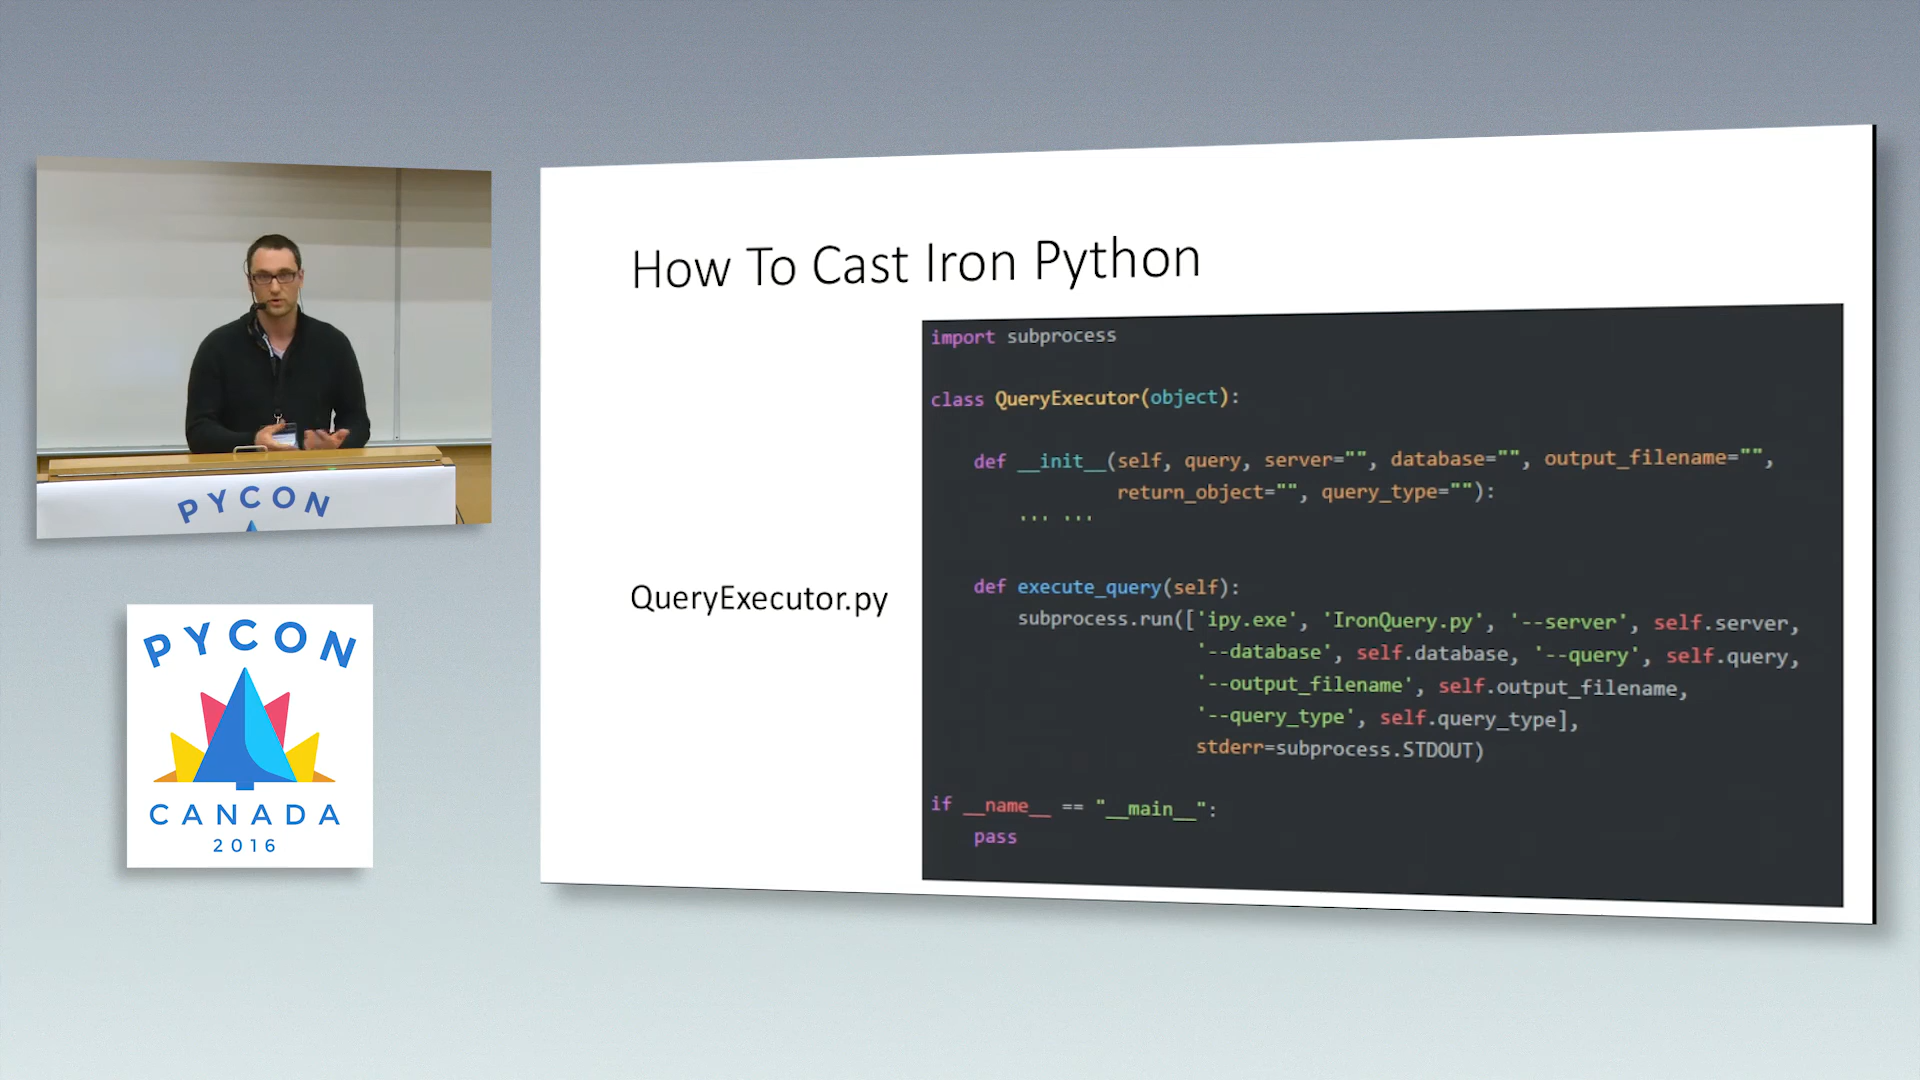 PYCON
PYCON
CANADA
2016
How To Cast Iron Python
QueryExecutor.py
import subprocess
class QueryExecutor(object):
def __init__(self, query, server="", database="", output_filename="",
return_object="", query_type=""):
... ...
def execute_query(self):
subprocess.run(['ipy.exe', 'IronQuery.py', '--server', self.server,
'--database', self.database, '--query', self.query,
'--output_filename', self.output_filename,
'--query_type', self.query_type],
stderr=subprocess.STDOUT)
if __name__ == "__main__":
pass